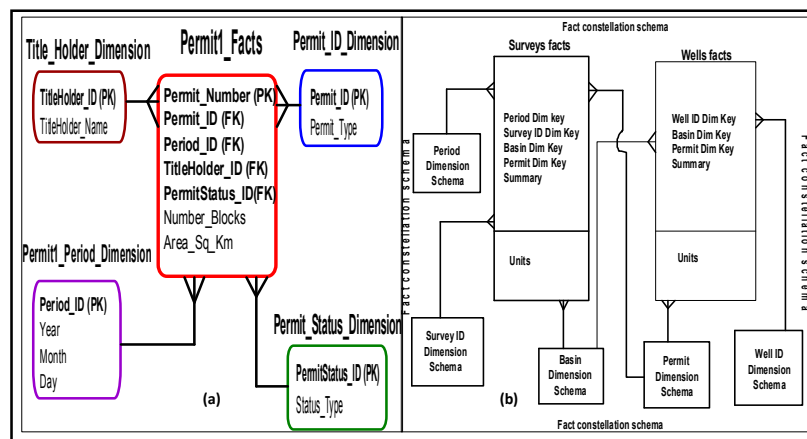 Title_Holder_Dimension
TitleHolder_ID (PK)
TitleHolder_Name
Permit1_Facts
Permit_Number (PK)
Permit_ID (FK)
Period_ID (FK)
TitleHolder_ID (FK)
PermitStatus_ID(FK)
Number_Blocks
Area_Sq_Km
Permit_ID_Dimension
Permit_ID (PK)
Permit_Type
Permit1_Period_Dimension
Period_ID (PK)
Year
Month
Day
Permit_Status_Dimension
PermitStatus_ID (PK)
Status_Type
(a)
Fact constellation schema
Surveys facts
Period Dim key
Survey ID Dim Key
Basin Dim Key
Permit Dim Key
Summary
Units
Wells facts
Well ID Dim Key
Basin Dim Key
Permit Dim Key
Summary
Units
Period
Dimension
Schema
Survey ID
Dimension
Schema
Basin
Dimension
Schema
Permit
Dimension
Schema
Well ID
Dimension
Schema
(b)
Fact constellation schema
Fact constellation schema
Fact constellation schema